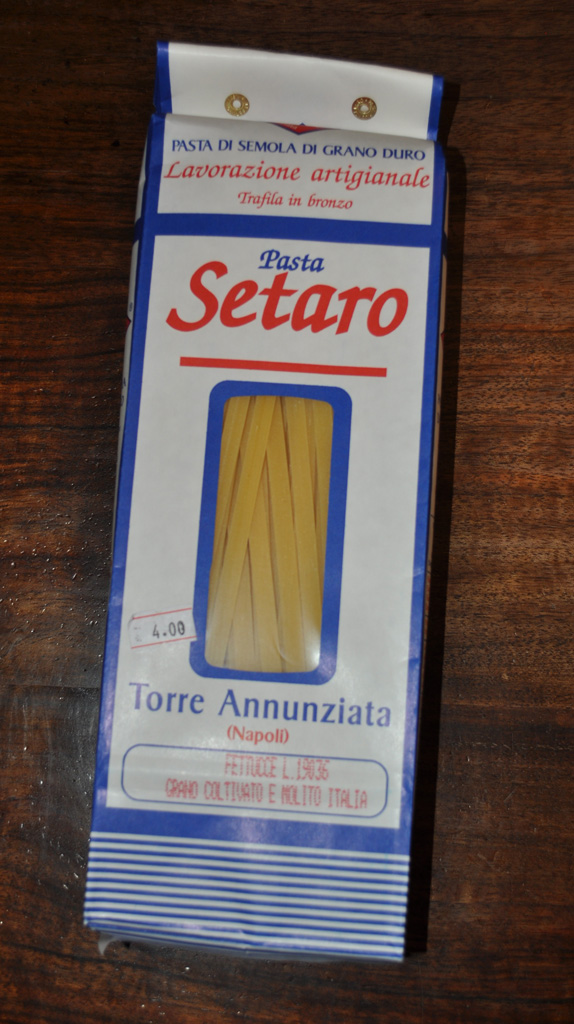 PASTA DI SEMOLA DI GRANO DURO
Lavorazione artigianale
Trafila in bronzo
Pasta
Setaro
4.00
Torre Annunziata
(Napoli)
FETTUCCE L.19036
GRANO COLTIVATO E MOLITO ITALIA